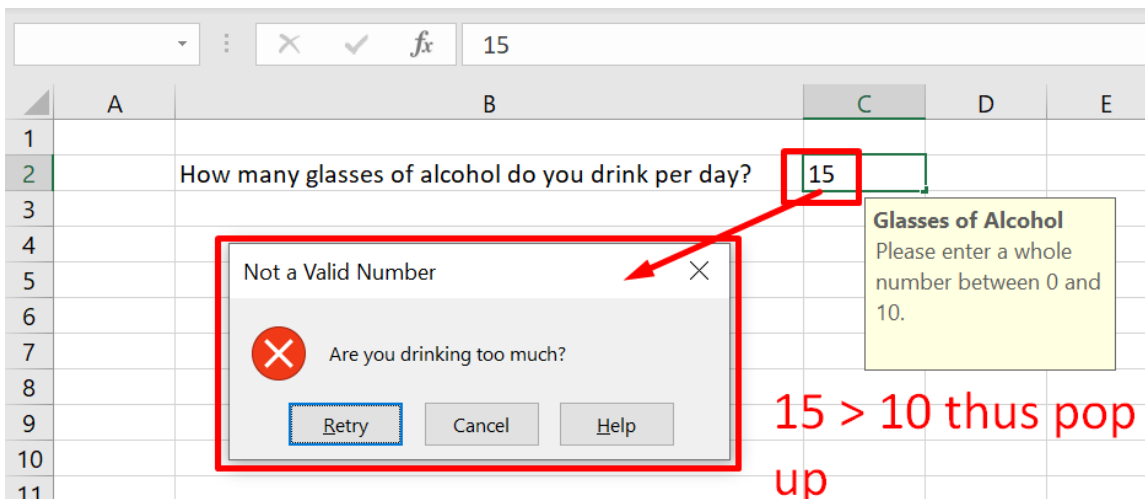 fx 15
A B C D E
1
2 How many glasses of alcohol do you drink per day? 15
3
Glasses of Alcohol
4 Not a Valid Number Please enter a whole
5 number between 0 and
6 10.
7 Are you drinking too much?
8
9 Retry Cancel Help 15 > 10 thus pop
10
11 up